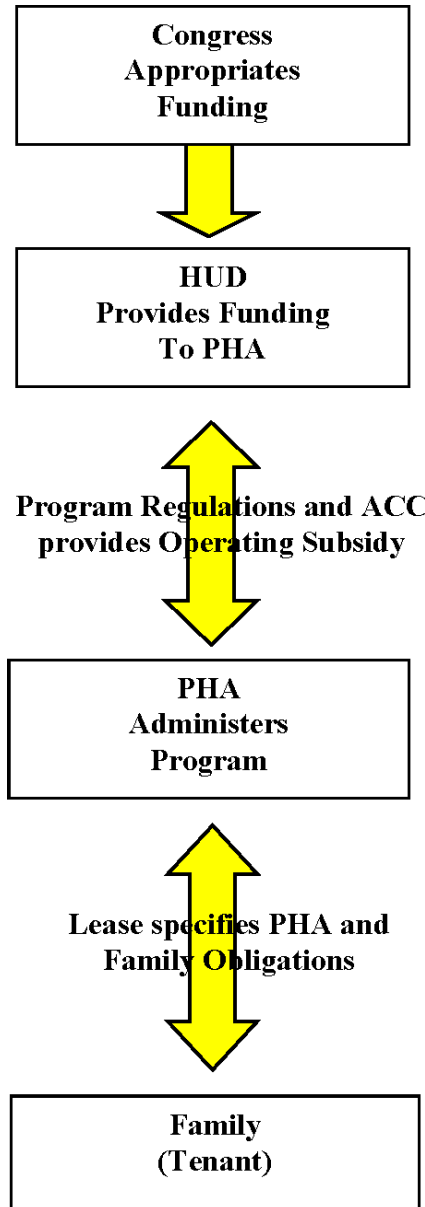 Congress
Appropriates
Funding
HUD
Provides Funding
To PHA
Program Regulations and ACC
provides Operating Subsidy
PHA
Administers
Program
Lease specifies PHA and
Family Obligations
Family
(Tenant)